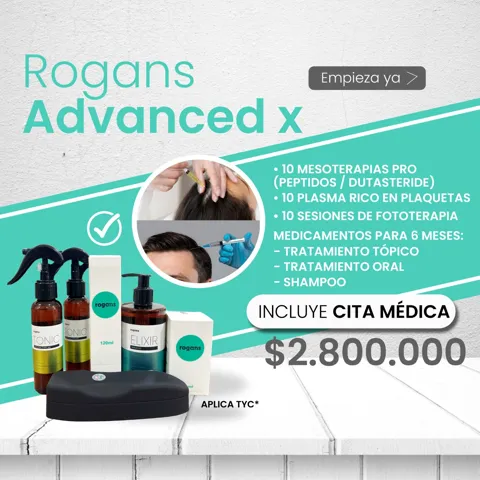 Rogans
Advanced x
Empieza ya >
• 10 MESOTERAPIAS PRO
(PEPTIDOS / DUTASTERIDE)
• 10 PLASMA RICO EN PLAQUETAS
• 10 SESIONES DE FOTOTERAPIA
MEDICAMENTOS PARA 6 MESES:
- TRATAMIENTO TÓPICO
- TRATAMIENTO ORAL
- SHAMPOO
INCLUYE CITA MÉDICA
$2.800.000
TONIC
TONIC
rogans
120ml
ELIXIR
rogans
APLICA TYC*